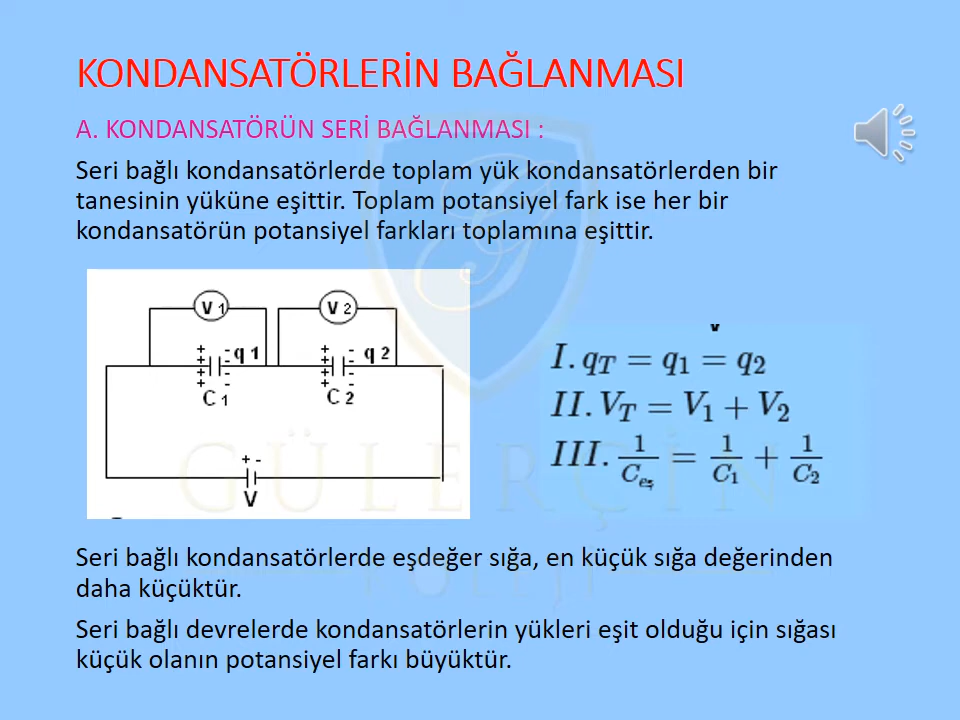 KONDANSATÖRLERİN BAĞLANMASI
A. KONDANSATÖRÜN SERİ BAĞLANMASI :
Seri bağlı kondansatörlerde toplam yük kondansatörlerden bir
tanesinin yüküne eşittir. Toplam potansiyel fark ise her bir
kondansatörün potansiyel farkları toplamına eşittir.
V 1 V 2
+ - q 1 + - q 2
C 1 C 2
+ -
V
I. q_T = q_1 = q_2
II. V_T = V_1 + V_2
III. 1/C_eş = 1/C_1 + 1/C_2
GÜLERÇİN
Seri bağlı kondansatörlerde eşdeğer sığa, en küçük sığa değerinden
daha küçüktür.
Seri bağlı devrelerde kondansatörlerin yükleri eşit olduğu için sığası
küçük olanın potansiyel farkı büyüktür.